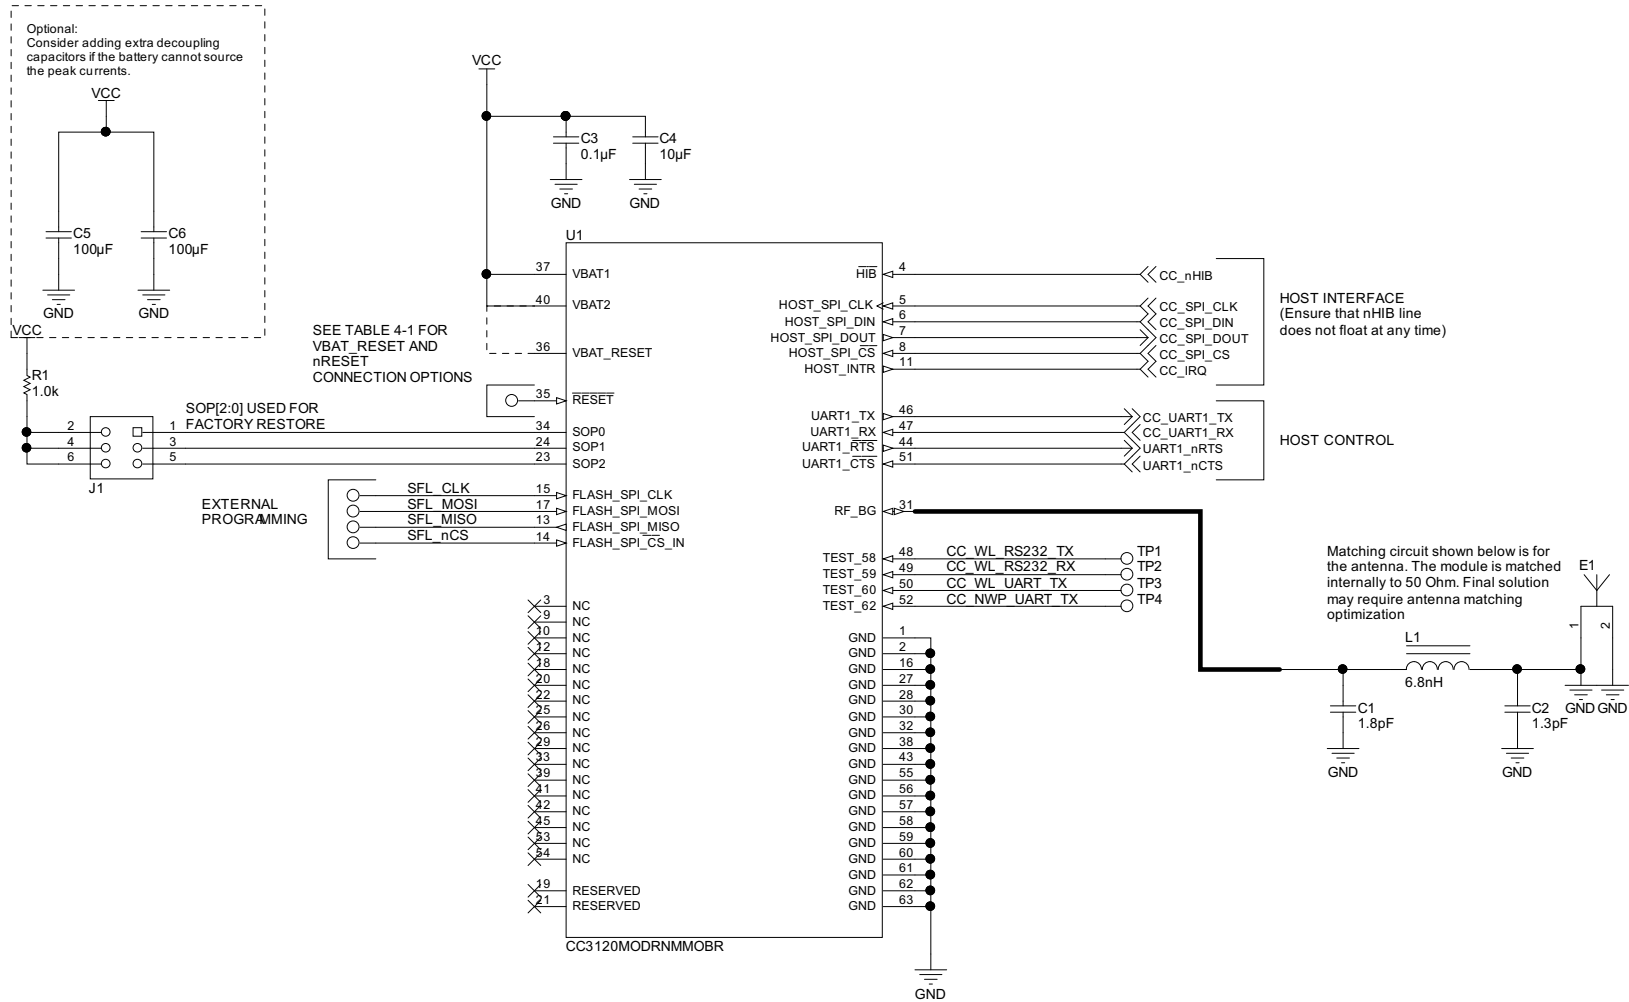 Optional:
Consider adding extra decoupling
capacitors if the battery cannot source
the peak currents.
VCC
C5
100µF
C6
100µF
GND
GND
VCC
R1
1.0k
VCC
C3
0.1µF
C4
10µF
GND
GND
SEE TABLE 4-1 FOR
VBAT_RESET AND
nRESET
CONNECTION OPTIONS
SOP[2:0] USED FOR
FACTORY RESTORE
2 1
4 3
6 5
J1
EXTERNAL
PROGRAMMING
SFL_CLK
SFL_MOSI
SFL_MISO
SFL_nCS
U1
37 VBAT1
40 VBAT2
36 VBAT_RESET
35 RESET
34 SOP0
24 SOP1
23 SOP2
15 FLASH_SPI_CLK
17 FLASH_SPI_MOSI
13 FLASH_SPI_MISO
14 FLASH_SPI_CS_IN
3 NC
9 NC
10 NC
12 NC
18 NC
20 NC
22 NC
25 NC
26 NC
29 NC
33 NC
39 NC
41 NC
42 NC
45 NC
53 NC
54 NC
19 RESERVED
21 RESERVED
CC3120MODRNMMOBR
HIB 4 CC_nHIB
HOST_SPI_CLK 5 CC_SPI_CLK
HOST_SPI_DIN 6 CC_SPI_DIN
HOST_SPI_DOUT 7 CC_SPI_DOUT
HOST_SPI_CS 8 CC_SPI_CS
HOST_INTR 11 CC_IRQ
HOST INTERFACE
(Ensure that nHIB line
does not float at any time)
UART1_TX 46 CC_UART1_TX
UART1_RX 47 CC_UART1_RX
UART1_RTS 44 UART1_nRTS
UART1_CTS 51 UART1_nCTS
HOST CONTROL
RF_BG 31
TEST_58 48 CC_WL_RS232_TX TP1
TEST_59 49 CC_WL_RS232_RX TP2
TEST_60 50 CC_WL_UART_TX TP3
TEST_62 52 CC_NWP_UART_TX TP4
GND 1
GND 2
GND 16
GND 27
GND 28
GND 30
GND 32
GND 38
GND 43
GND 55
GND 56
GND 57
GND 58
GND 59
GND 60
GND 61
GND 62
GND 63
GND
Matching circuit shown below is for
the antenna. The module is matched
internally to 50 Ohm. Final solution
may require antenna matching
optimization
E1
1
2
L1
6.8nH
C1
1.8pF
C2
1.3pF
GND GND
GND
GND